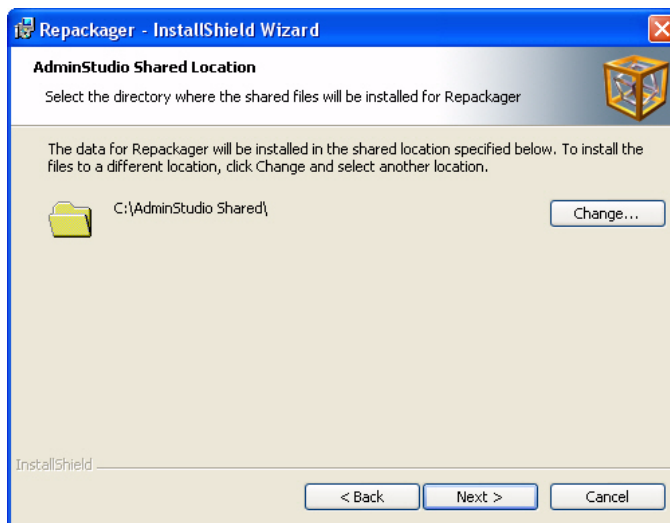 Repackager - InstallShield Wizard
AdminStudio Shared Location
Select the directory where the shared files will be installed for Repackager
The data for Repackager will be installed in the shared location specified below. To install the
files to a different location, click Change and select another location.
C:\AdminStudio Shared\
Change...
InstallShield
< Back
Next >
Cancel